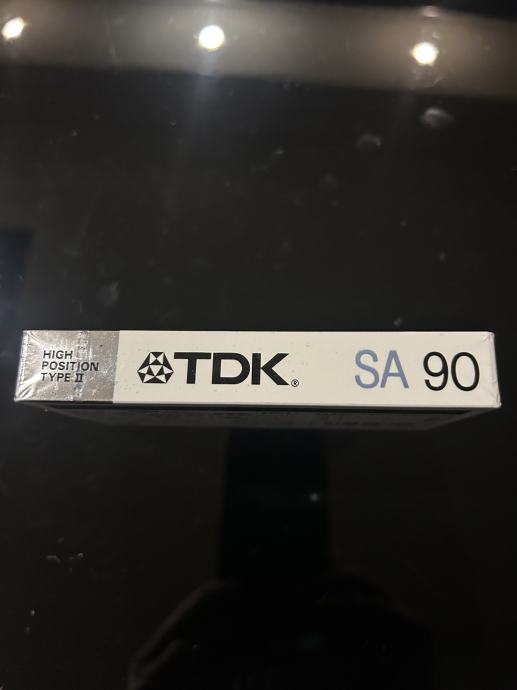 HIGH
POSITION
TYPE II
TDK® SA 90